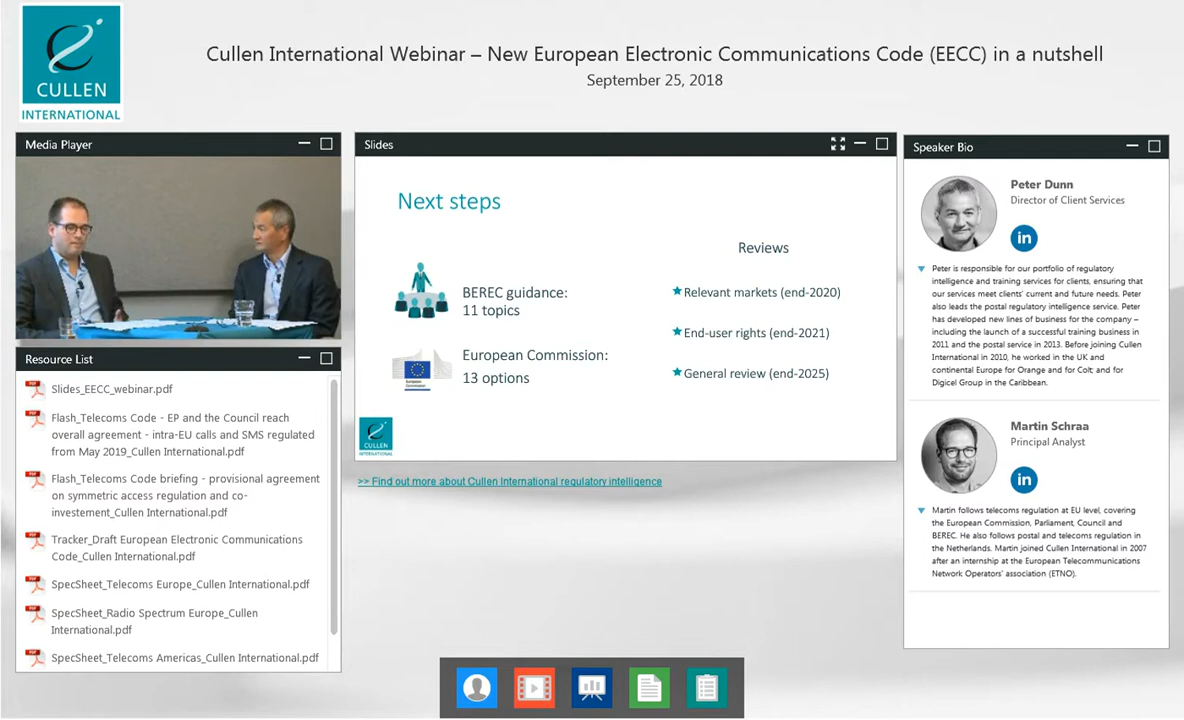 CULLEN
INTERNATIONAL
Cullen International Webinar – New European Electronic Communications Code (EECC) in a nutshell
September 25, 2018
Media Player
Resource List
Slides_EECC_webinar.pdf
Flash_Telecoms Code - EP and the Council reach
overall agreement - intra-EU calls and SMS regulated
from May 2019_Cullen International.pdf
Flash_Telecoms Code briefing - provisional agreement
on symmetric access regulation and co-
investement_Cullen International.pdf
Tracker_Draft European Electronic Communications
Code_Cullen International.pdf
SpecSheet_Telecoms Europe_Cullen International.pdf
SpecSheet_Radio Spectrum Europe_Cullen
International.pdf
SpecSheet_Telecoms Americas_Cullen International.pdf
Slides
Next steps
BEREC guidance:
11 topics
European Commission:
13 options
Reviews
Relevant markets (end-2020)
End-user rights (end-2021)
General review (end-2025)
European
Commission
CULLEN
INTERNATIONAL
>> Find out more about Cullen International regulatory intelligence
Speaker Bio
Peter Dunn
Director of Client Services
in
Peter is responsible for our portfolio of regulatory
intelligence and training services for clients, ensuring that
our services meet clients' current and future needs. Peter
also leads the postal regulatory intelligence service. Peter
has developed new lines of business for the company –
including the launch of a successful training business in
2011 and the postal service in 2013. Before joining Cullen
International in 2010, he worked in the UK and
continental Europe for Orange and for Colt; and for
Digicel Group in the Caribbean.
Martin Schraa
Principal Analyst
in
Martin follows telecoms regulation at EU level, covering
the European Commission, Parliament, Council and
BEREC. He also follows postal and telecoms regulation in
the Netherlands. Martin joined Cullen International in 2007
after an internship at the European Telecommunications
Network Operators' association (ETNO).